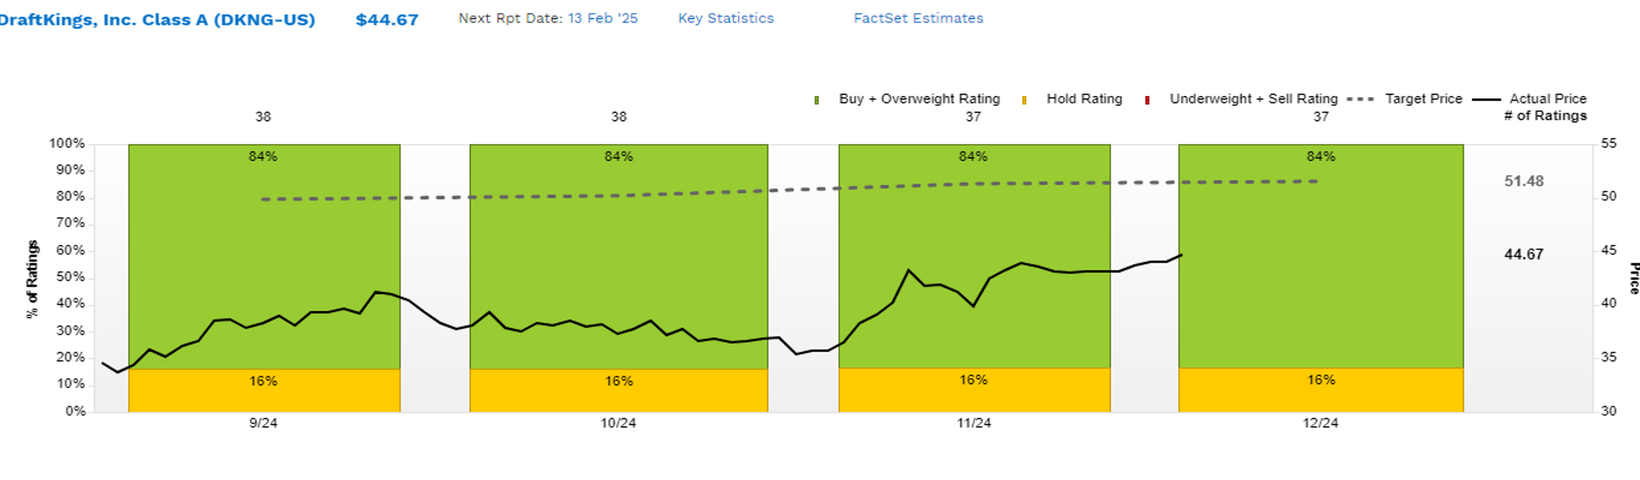 DraftKings, Inc. Class A (DKNG-US) $44.67 Next Rpt Date: 13 Feb '25 Key Statistics FactSet Estimates
Buy + Overweight Rating Hold Rating Underweight + Sell Rating Target Price Actual Price
38 38 37 37 # of Ratings
100% 55
84% 84% 84% 84%
90%
51.48
80% 50
70%
60% 45
44.67
50%
40% 40
30%
20% 35
16% 16% 16% 16%
10%
0% 30
9/24 10/24 11/24 12/24
% of Ratings
Price